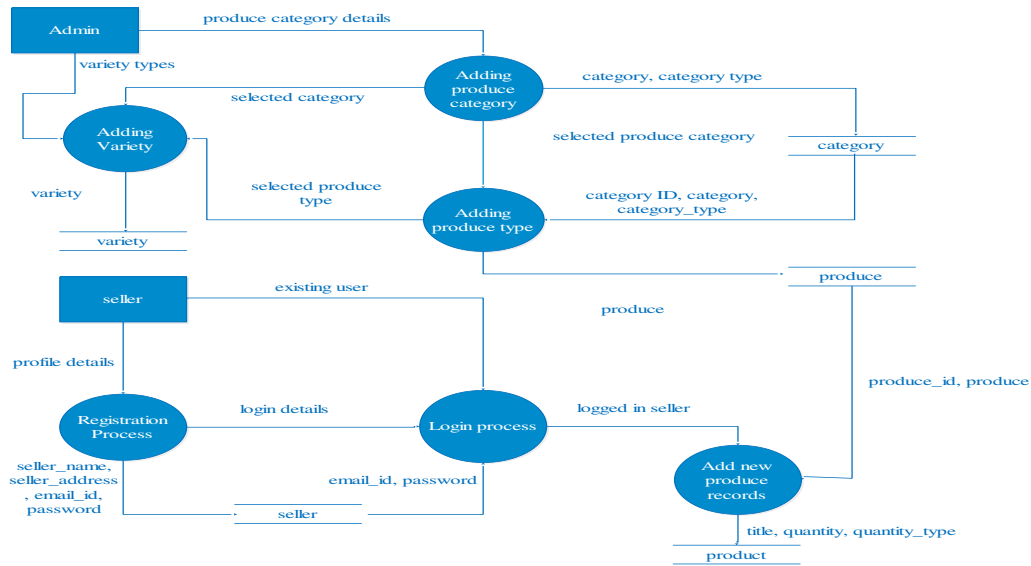 produce category details
Admin
variety types
Adding
produce
category
category, category type
selected category
Adding
Variety
selected produce category
category
variety
selected produce
type
category ID, category,
category_type
Adding
produce type
variety
seller
existing user
produce
produce
profile details
produce_id, produce
Registration
Process
login details
Login process
logged in seller
seller_name,
seller_address
, email_id,
password
email_id, password
Add new
produce
records
seller
title, quantity, quantity_type
product